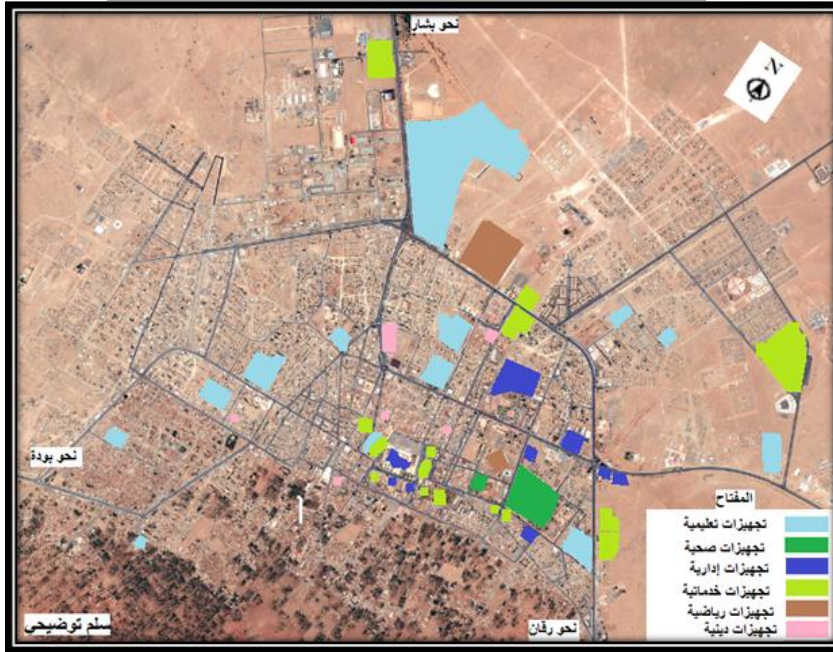 نحو بشار
N
نحو بودة
المفتاح
تجهيزات تعليمية
تجهيزات صحية
تجهيزات إدارية
تجهيزات خدماتية
تجهيزات رياضية
تجهيزات دينية
سلم توضيحي
نحو رقان